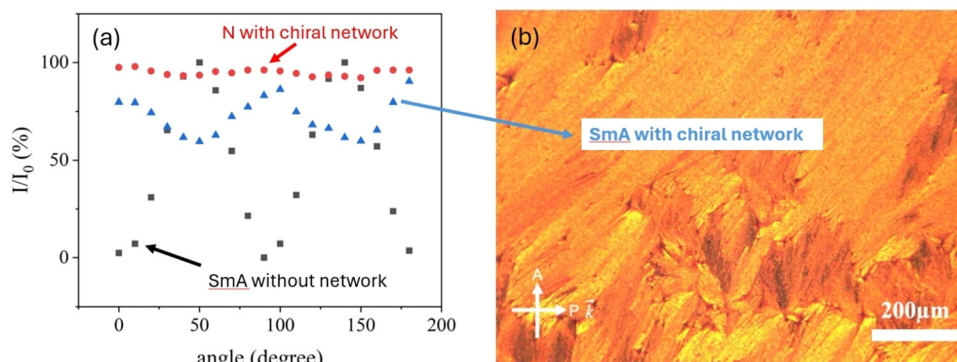 (a)
N with chiral network
100
50
0
I/I0 (%)
SmA without network
0 50 100 150 200
angle (degree)
(b)
SmA with chiral network
A
P k
200µm